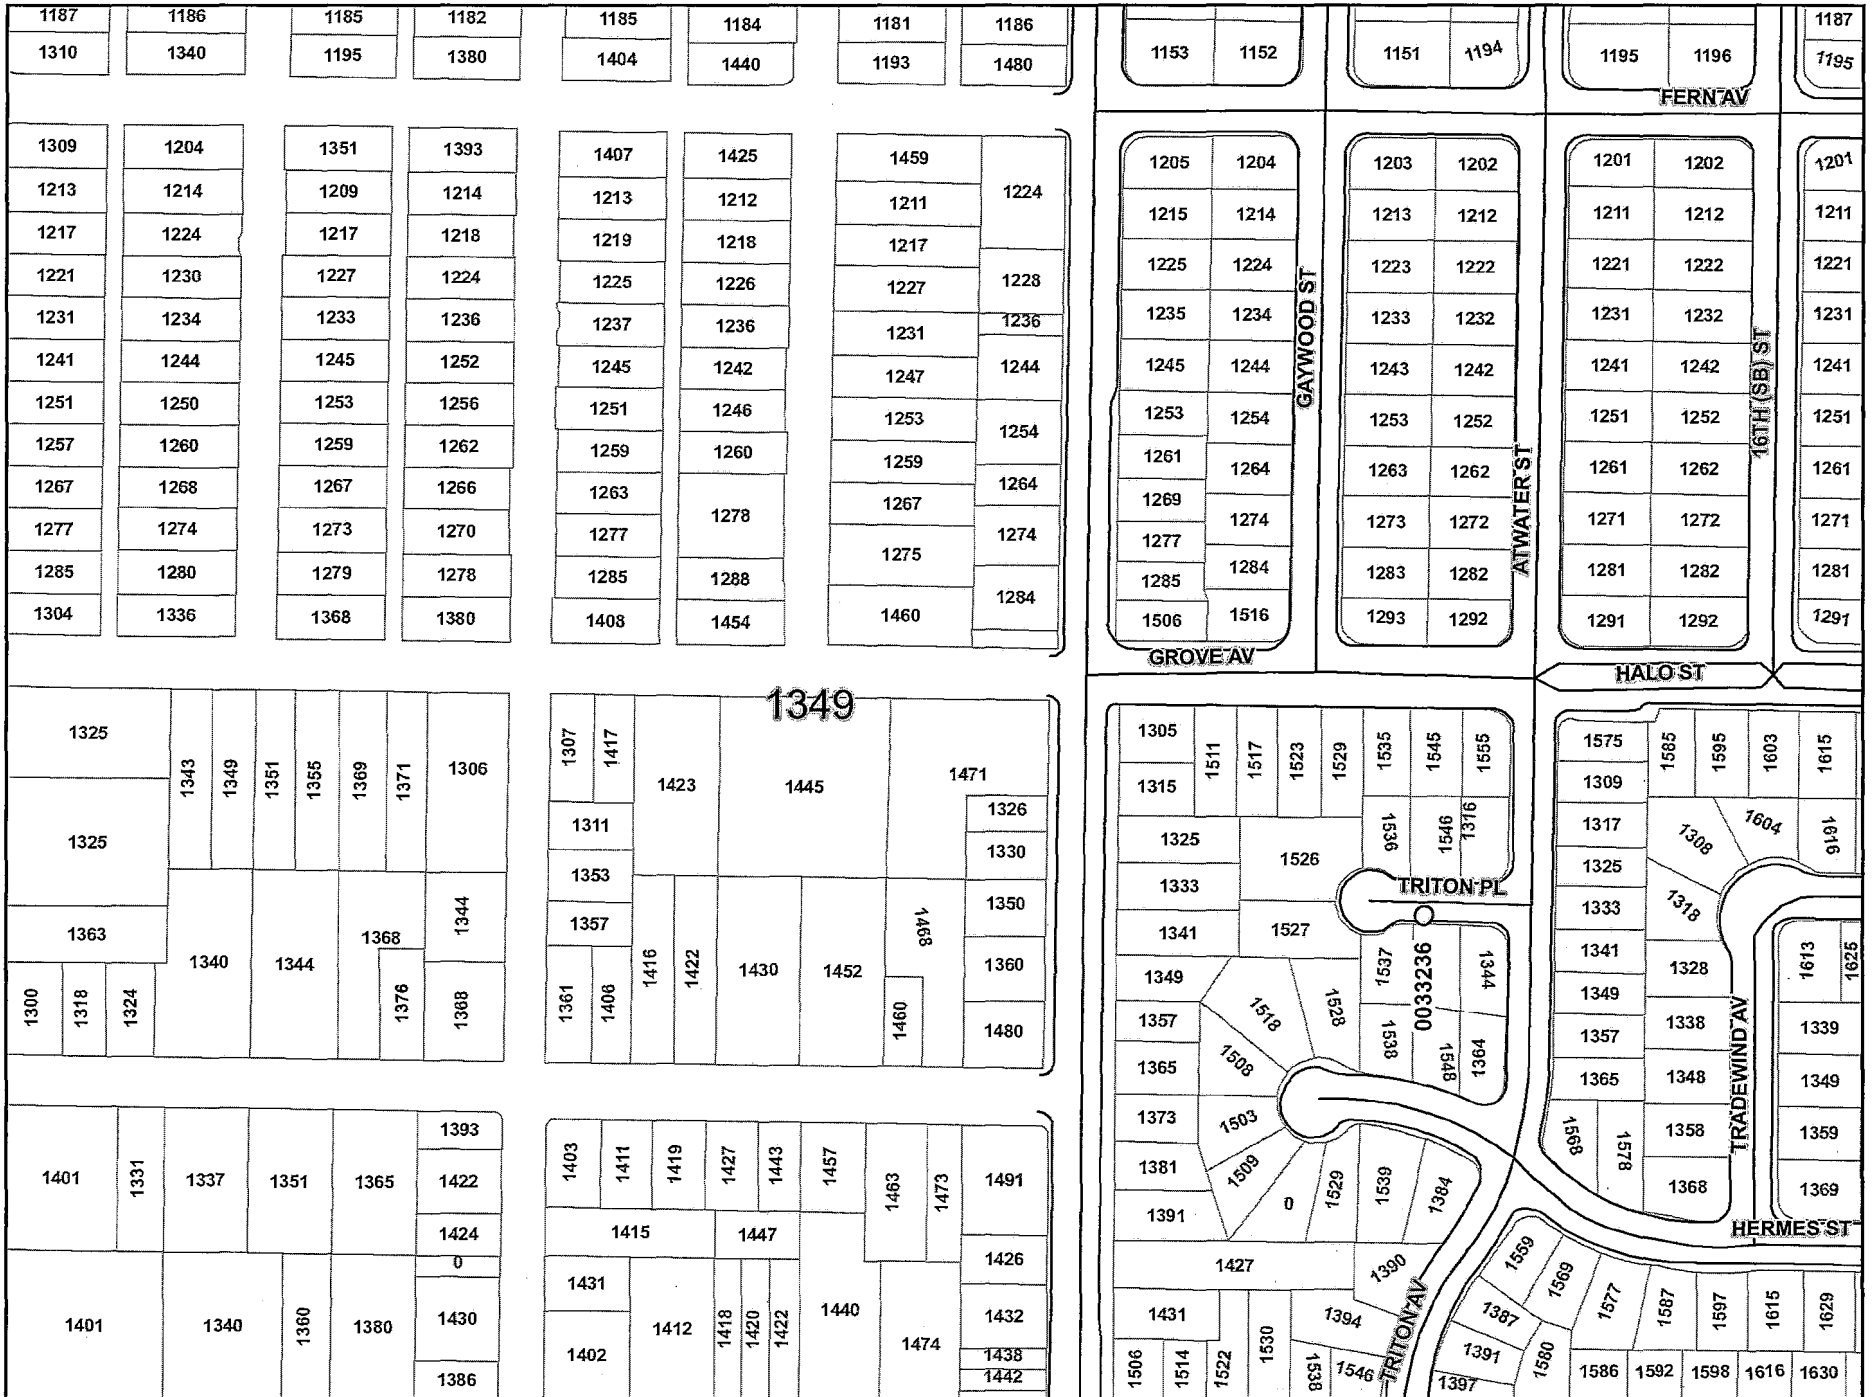 1187 1186 1185 1182 1185 1184 1181 1186 1187
1310 1340 1195 1380 1404 1440 1193 1480 1153 1152 1151 1194 1195 1196 1195
FERN AV
1309 1204 1351 1393 1407 1425 1459 1224 1205 1204 1203 1202 1201 1202 1201
1213 1214 1209 1214 1213 1212 1211 1215 1214 1213 1212 1211 1212 1211
1217 1224 1217 1218 1219 1218 1217 1225 1224 1223 1222 1221 1222 1221
1221 1230 1227 1224 1225 1226 1227 1228 1235 1234 1233 1232 1231 1232 1231
1231 1234 1233 1236 1237 1236 1231 1236
1241 1244 1245 1252 1245 1242 1247 1244 1245 1244 1243 1242 1241 1242 1241
GAYWOOD ST
16TH (SB) ST
1251 1250 1253 1256 1251 1246 1253 1254 1253 1254 1253 1252 1251 1252 1251
1257 1260 1259 1262 1259 1260 1259 1261 1264 1263 1262 1261 1262 1261
1267 1268 1267 1266 1263 1278 1267 1264 1269
ATWATER ST
1277 1274 1273 1270 1277 1275 1274 1277 1274 1273 1272 1271 1272 1271
1285 1280 1279 1278 1285 1288 1284 1285 1284 1283 1282 1281 1282 1281
1304 1336 1368 1380 1408 1454 1460 1506 1516 1293 1292 1291 1292 1291
GROVE AV
HALO ST
1349
1325 1343 1349 1351 1355 1369 1371 1306 1307 1417 1423 1445 1471 1305 1511 1517 1523 1529 1535 1545 1555 1575 1585 1595 1603 1615
1326 1315 1309
1325 1311 1330 1325 1526 1536 1546 1316 1317 1308 1604 1616
1353 1333 1325
TRITON PL
1363 1368 1344 1357 1468 1350 1341 1527 1333 1318
0033236
1340 1344 1416 1422 1430 1452 1360 1349 1537 1344 1341 1328 1613 1625
1300 1318 1324 1376 1368 1361 1406 1460 1480 1357 1518 1528 1538 1548 1364 1349 1338 1339
1357
TRADEWIND AV
1365 1508 1365 1348 1349
1393 1373 1503 1568 1578 1358 1359
1401 1331 1337 1351 1365 1422 1403 1411 1419 1427 1443 1457 1463 1473 1491 1381 1509 0 1529 1539 1384 1368 1369
1424 1415 1447 1391
HERMES ST
0 1431 1426 1427 1390 1559 1569
1401 1340 1360 1380 1430 1412 1418 1420 1422 1440 1432 1431 1394 1387 1577 1587 1597 1615 1629
TRITON AV
1402 1474 1438 1530 1391
1386 1442 1506 1514 1522 1538 1546 1397 1580 1586 1592 1598 1616 1630